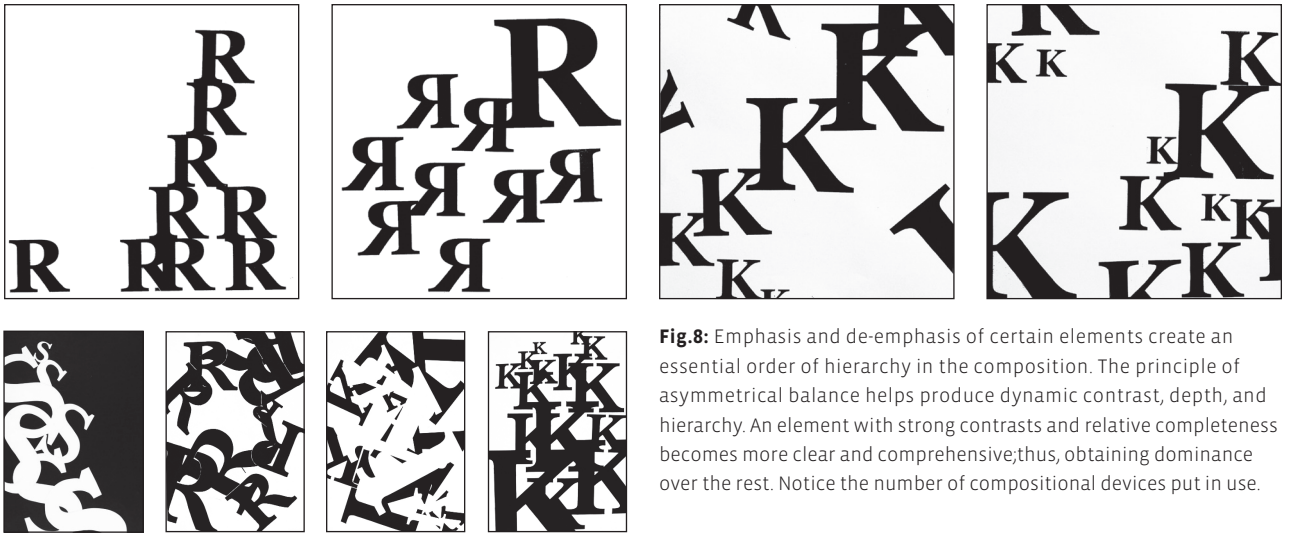 Fig.8: Emphasis and de-emphasis of certain elements create an
essential order of hierarchy in the composition. The principle of
asymmetrical balance helps produce dynamic contrast, depth, and
hierarchy. An element with strong contrasts and relative completeness
becomes more clear and comprehensive;thus, obtaining dominance
over the rest. Notice the number of compositional devices put in use.